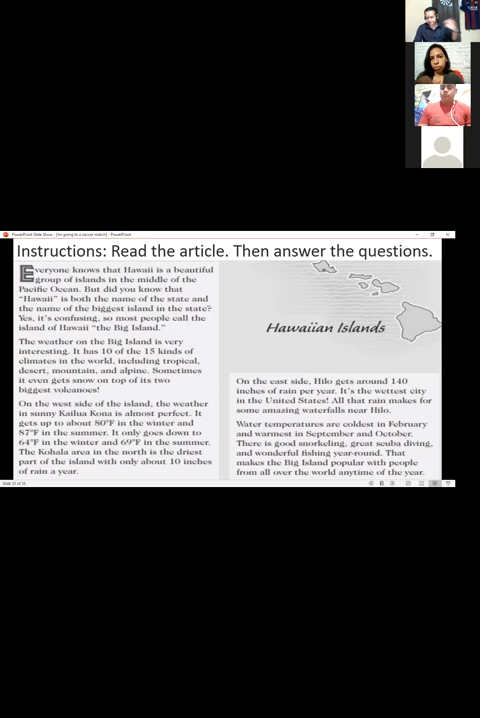 PowerPoint Slide Show - [Im going to a soccer match] - PowerPoint
Instructions: Read the article. Then answer the questions.
Everyone knows that Hawaii is a beautiful
group of islands in the middle of the
Pacific Ocean. But did you know that
"Hawaii" is both the name of the state and
the name of the biggest island in the state?
Yes, it's confusing, so most people call the
island of Hawaii "the Big Island."
The weather on the Big Island is very
interesting. It has 10 of the 15 kinds of
climates in the world, including tropical,
desert, mountain, and alpine. Sometimes
it even gets snow on top of its two
biggest volcanoes!
On the west side of the island, the weather
in sunny Kailua Kona is almost perfect. It
gets up to about 80°F in the winter and
87°F in the summer. It only goes down to
64°F in the winter and 69°F in the summer.
The Kohala area in the north is the driest
part of the island with only about 10 inches
of rain a year.
Hawaiian Islands
On the east side, Hilo gets around 140
inches of rain per year. It's the wettest city
in the United States! All that rain makes for
some amazing waterfalls near Hilo.
Water temperatures are coldest in February
and warmest in September and October.
There is good snorkeling, great scuba diving,
and wonderful fishing year-round. That
makes the Big Island popular with people
from all over the world anytime of the year.